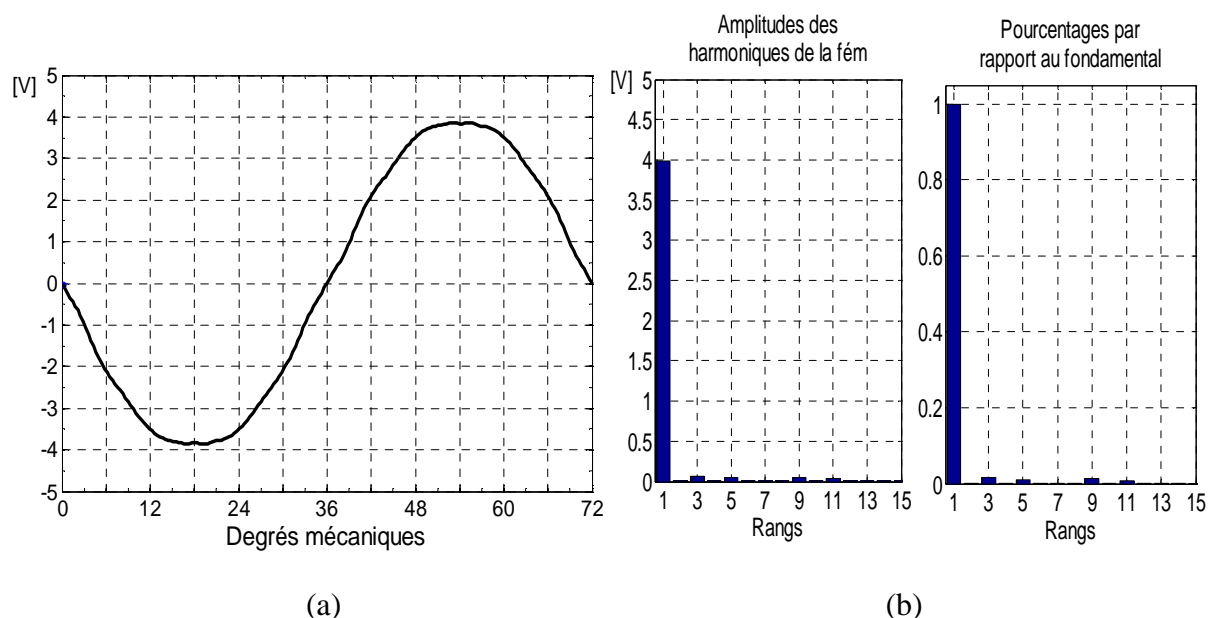 [V]
5
4
3
2
1
0
-1
-2
-3
-4
-5
0 12 24 36 48 60 72
Degrés mécaniques
(a)
Amplitudes des
harmoniques de la fém
[V]
5
4.5
4
3.5
3
2.5
2
1.5
1
0.5
0
1 3 5 7 9 11 13 15
Rangs
Pourcentages par
rapport au fondamental
1
0.8
0.6
0.4
0.2
0
1 3 5 7 9 11 13 15
Rangs
(b)